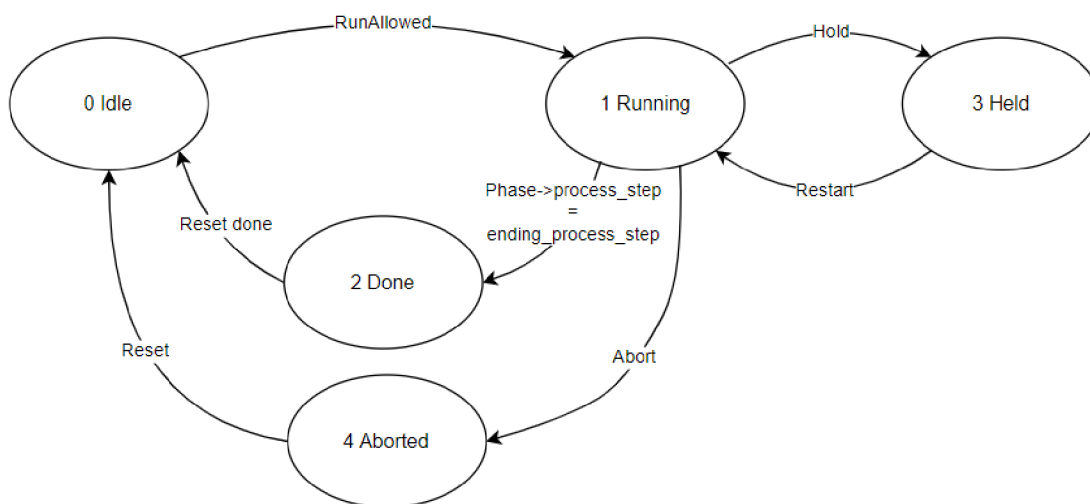 RunAllowed
Hold
0 Idle
1 Running
3 Held
Phase->process_step
=
ending_process_step
Restart
Reset done
2 Done
Reset
Abort
4 Aborted